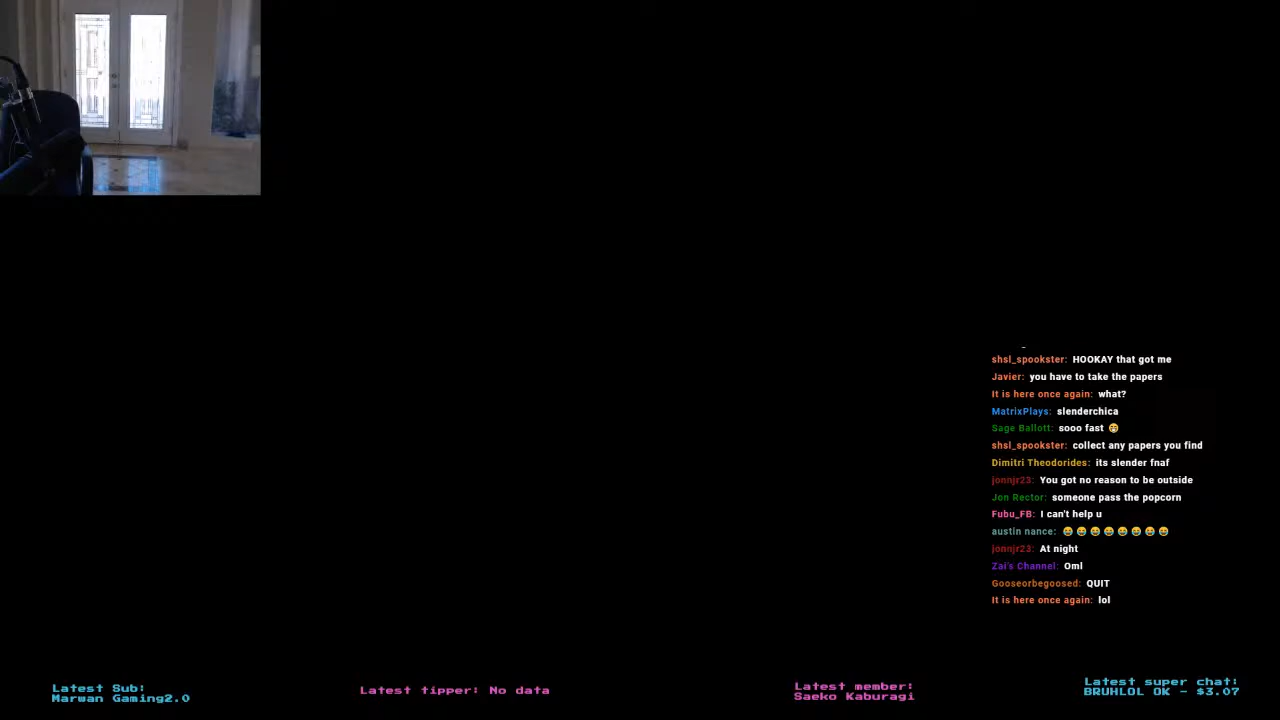 shsl_spookster: HOOKAY that got me
Javier: you have to take the papers
It is here once again: what?
MatrixPlays: slenderchica
Sage Ballott: sooo fast 🤭
shsl_spookster: collect any papers you find
Dimitri Theodorides: its slender fnaf
jonnjr23: You got no reason to be outside
Jon Rector: someone pass the popcorn
Fubu_FB: I can't help u
austin nance: 😂😂😂😂😂😂😂😂
jonnjr23: At night
Zai's Channel: Oml
Gooseorbegoosed: QUIT
It is here once again: lol
Latest Sub:
Marwan Gaming2.0
Latest tipper: No data
Latest member:
Saeko Kaburagi
Latest super chat:
BRUHLOL OK - $3.07